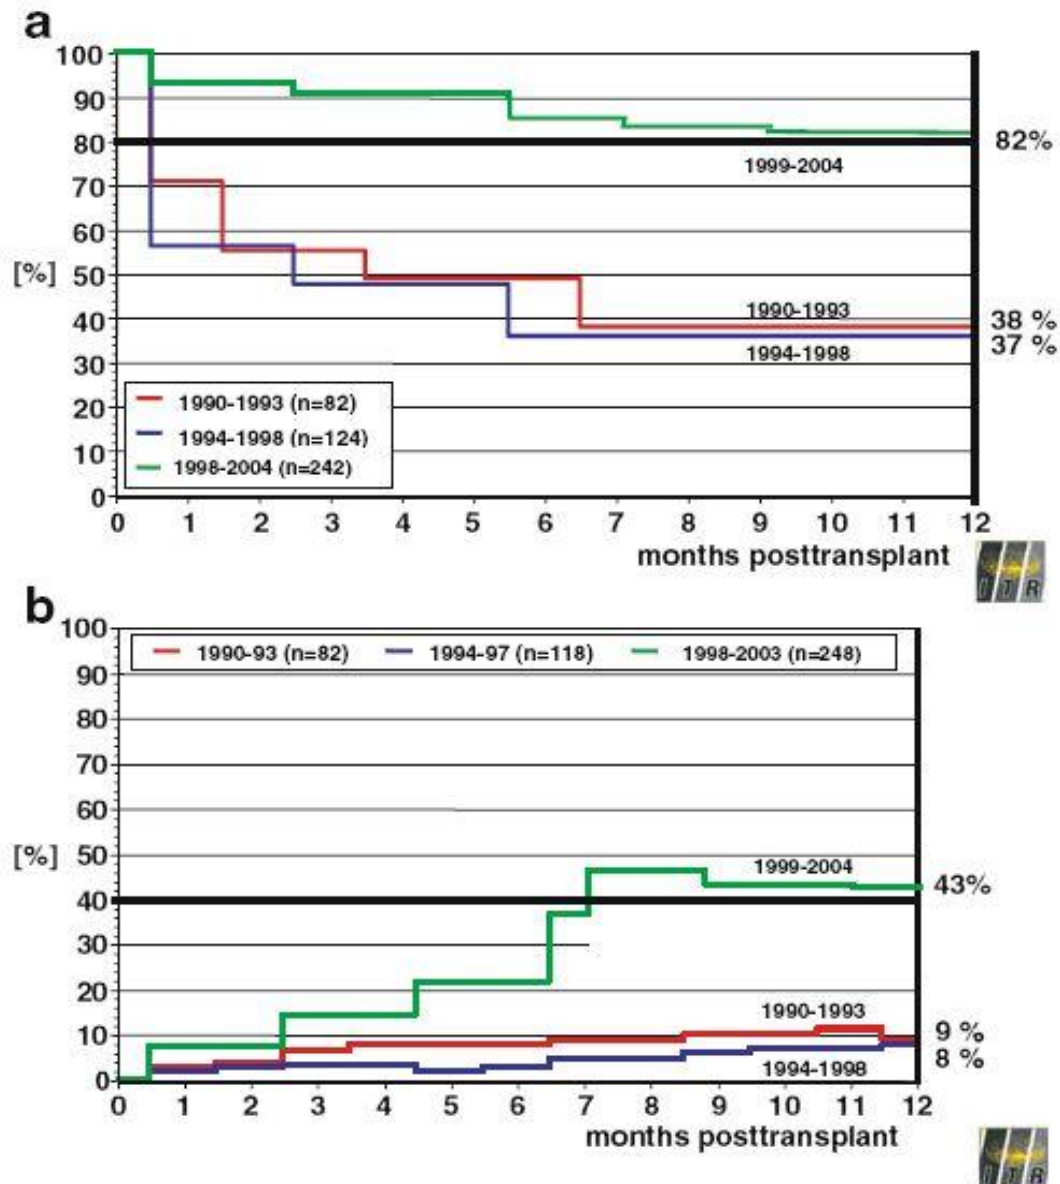 a
100
90
80
70
60
[%] 50
40
30
20
10
0
82%
1999-2004
1990-1993
38 %
37 %
1994-1998
1990-1993 (n=82)
1994-1998 (n=124)
1998-2004 (n=242)
0 1 2 3 4 5 6 7 8 9 10 11 12
months posttransplant
I T R
b
100
1990-93 (n=82) 1994-97 (n=118) 1998-2003 (n=248)
90
80
70
60
[%] 50
1999-2004
43%
40
30
20
1990-1993
10
9 %
8 %
1994-1998
0
0 1 2 3 4 5 6 7 8 9 10 11 12
months posttransplant
I T R